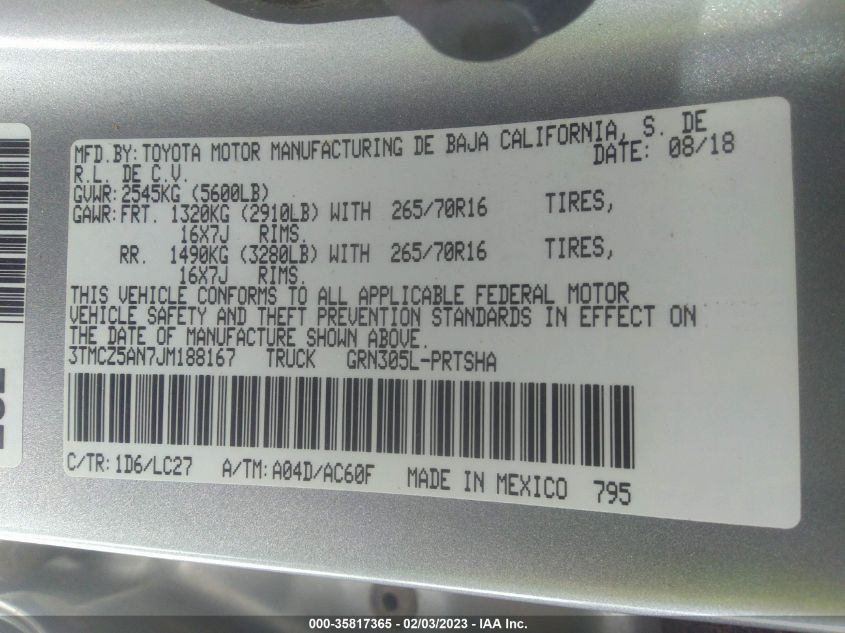 MFD.BY:TOYOTA MOTOR MANUFACTURING DE BAJA CALIFORNIA, S. DE
R.L. DE C.V. DATE: 08/18
GVWR:2545KG (5600LB)
GAWR:FRT. 1320KG (2910LB) WITH 265/70R16 TIRES,
16X7J RIMS.
RR. 1490KG (3280LB) WITH 265/70R16 TIRES,
16X7J RIMS.
THIS VEHICLE CONFORMS TO ALL APPLICABLE FEDERAL MOTOR
VEHICLE SAFETY AND THEFT PREVENTION STANDARDS IN EFFECT ON
THE DATE OF MANUFACTURE SHOWN ABOVE.
3TMCZ5AN7JM188167 TRUCK GRN305L-PRTSHA
C/TR:1D6/LC27 A/TM:A04D/AC60F MADE IN MEXICO 795
000-35817365 - 02/03/2023 - IAA Inc.